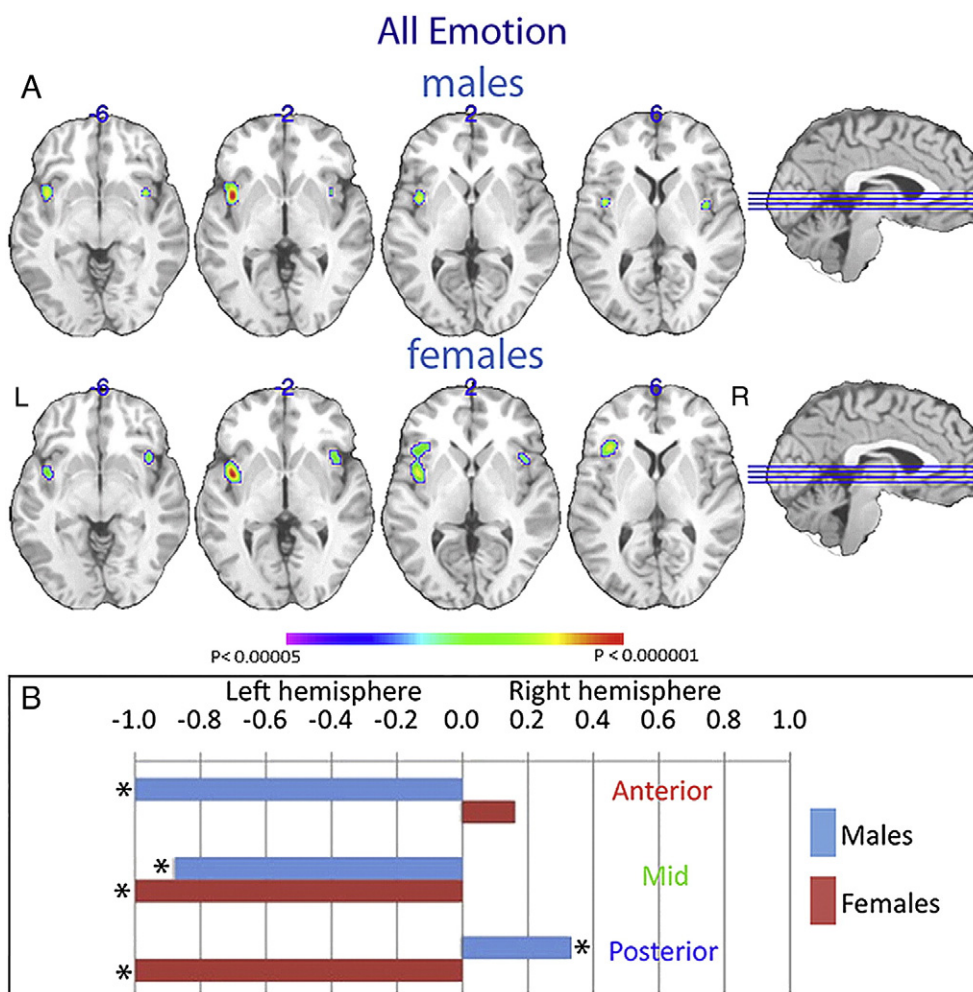 All Emotion
A
males
-6 -2 2 6
females
L R
-6 -2 2 6
P< 0.00005 P< 0.000001
B
Left hemisphere Right hemisphere
-1.0 -0.8 -0.6 -0.4 -0.2 0.0 0.2 0.4 0.6 0.8 1.0
* Anterior
Males
*
* Mid
Females
* Posterior
*